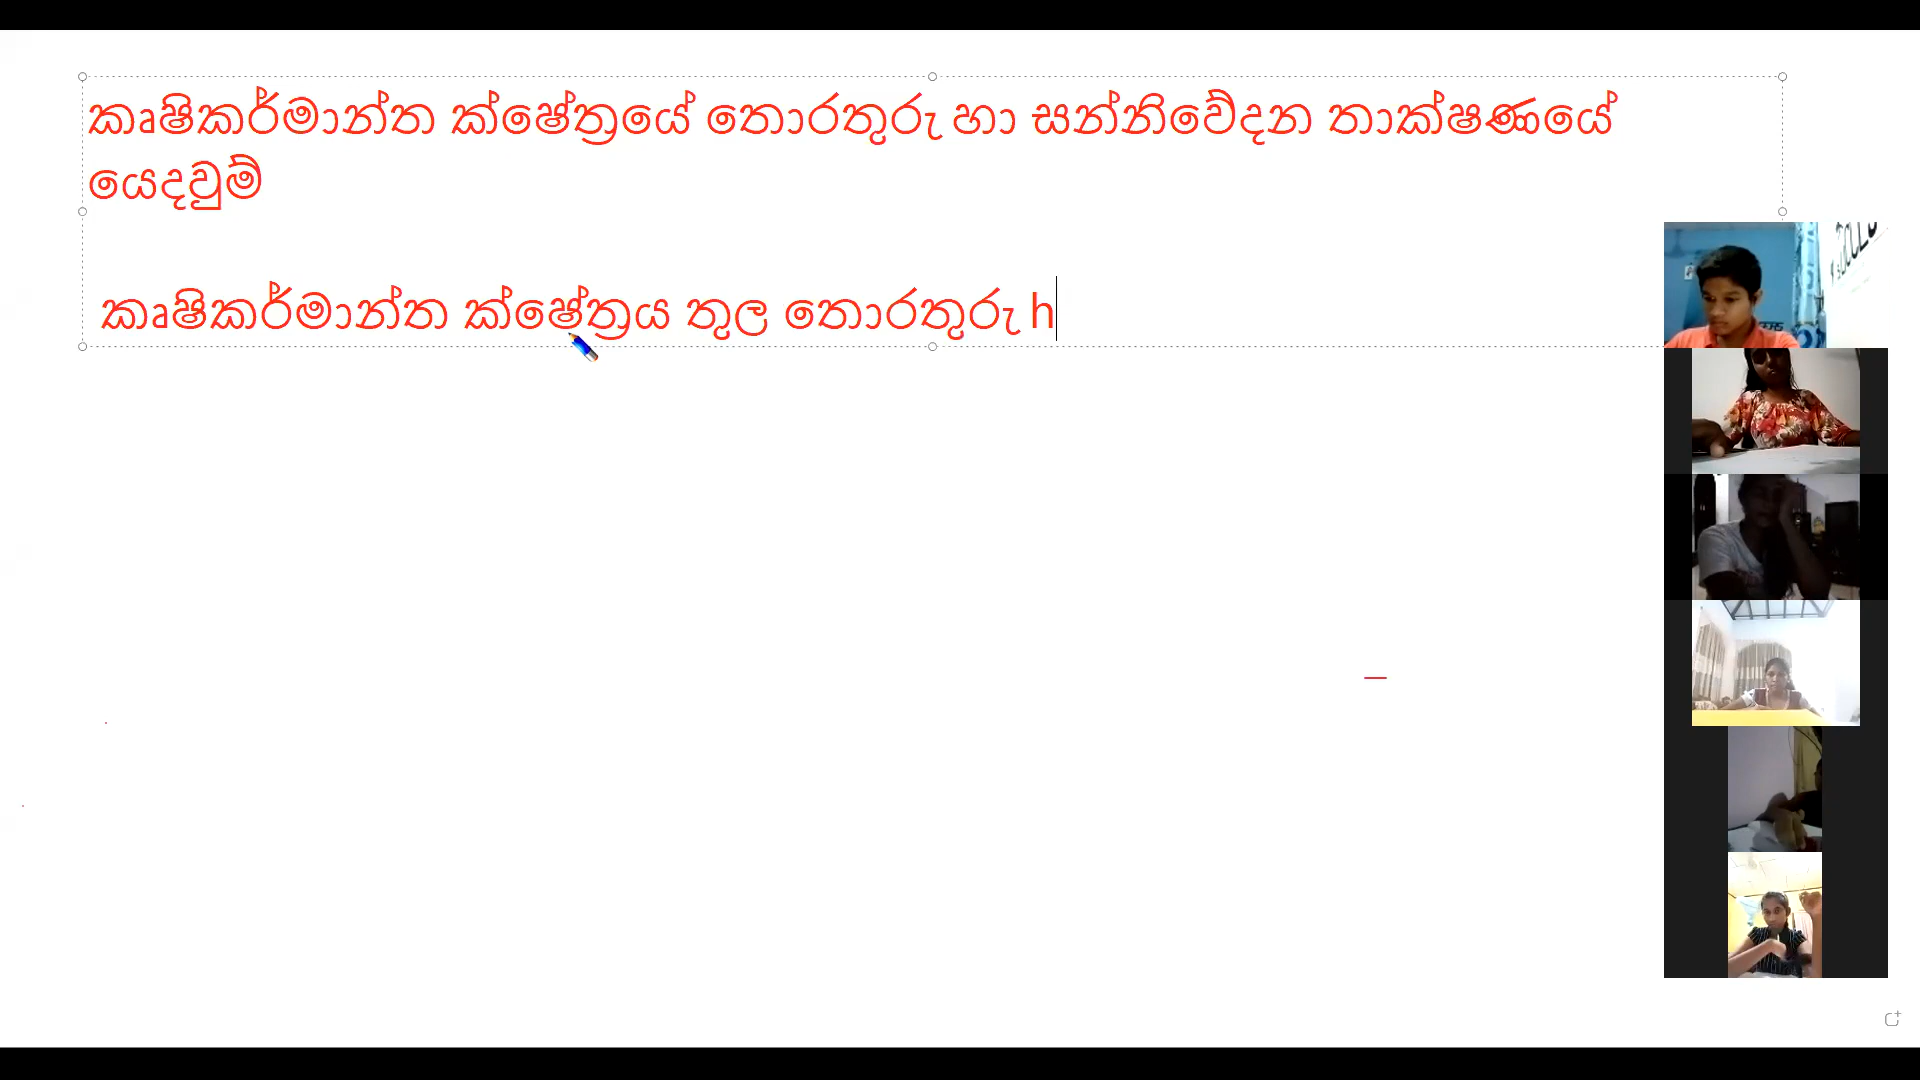 කෘෂිකර්මාන්ත ක්ෂේත්‍රයේ තොරතුරු හා සන්නිවේදන තාක්ෂණයේ
යෙදවුම්
කෘෂිකර්මාන්ත ක්ෂේත්‍රය තුල තොරතුරු h